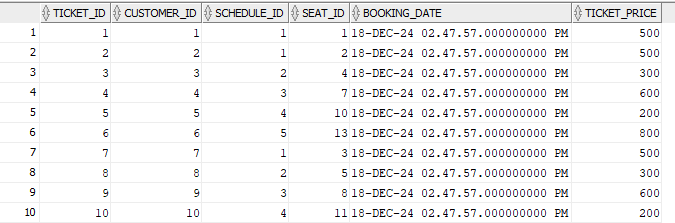 TICKET_ID CUSTOMER_ID SCHEDULE_ID SEAT_ID BOOKING_DATE TICKET_PRICE
1 1 1 1 1 18-DEC-24 02.47.57.000000000 PM 500
2 2 2 1 2 18-DEC-24 02.47.57.000000000 PM 500
3 3 3 2 4 18-DEC-24 02.47.57.000000000 PM 300
4 4 4 3 7 18-DEC-24 02.47.57.000000000 PM 600
5 5 5 4 10 18-DEC-24 02.47.57.000000000 PM 200
6 6 6 5 13 18-DEC-24 02.47.57.000000000 PM 800
7 7 7 1 3 18-DEC-24 02.47.57.000000000 PM 500
8 8 8 2 5 18-DEC-24 02.47.57.000000000 PM 300
9 9 9 3 8 18-DEC-24 02.47.57.000000000 PM 600
10 10 10 4 11 18-DEC-24 02.47.57.000000000 PM 200